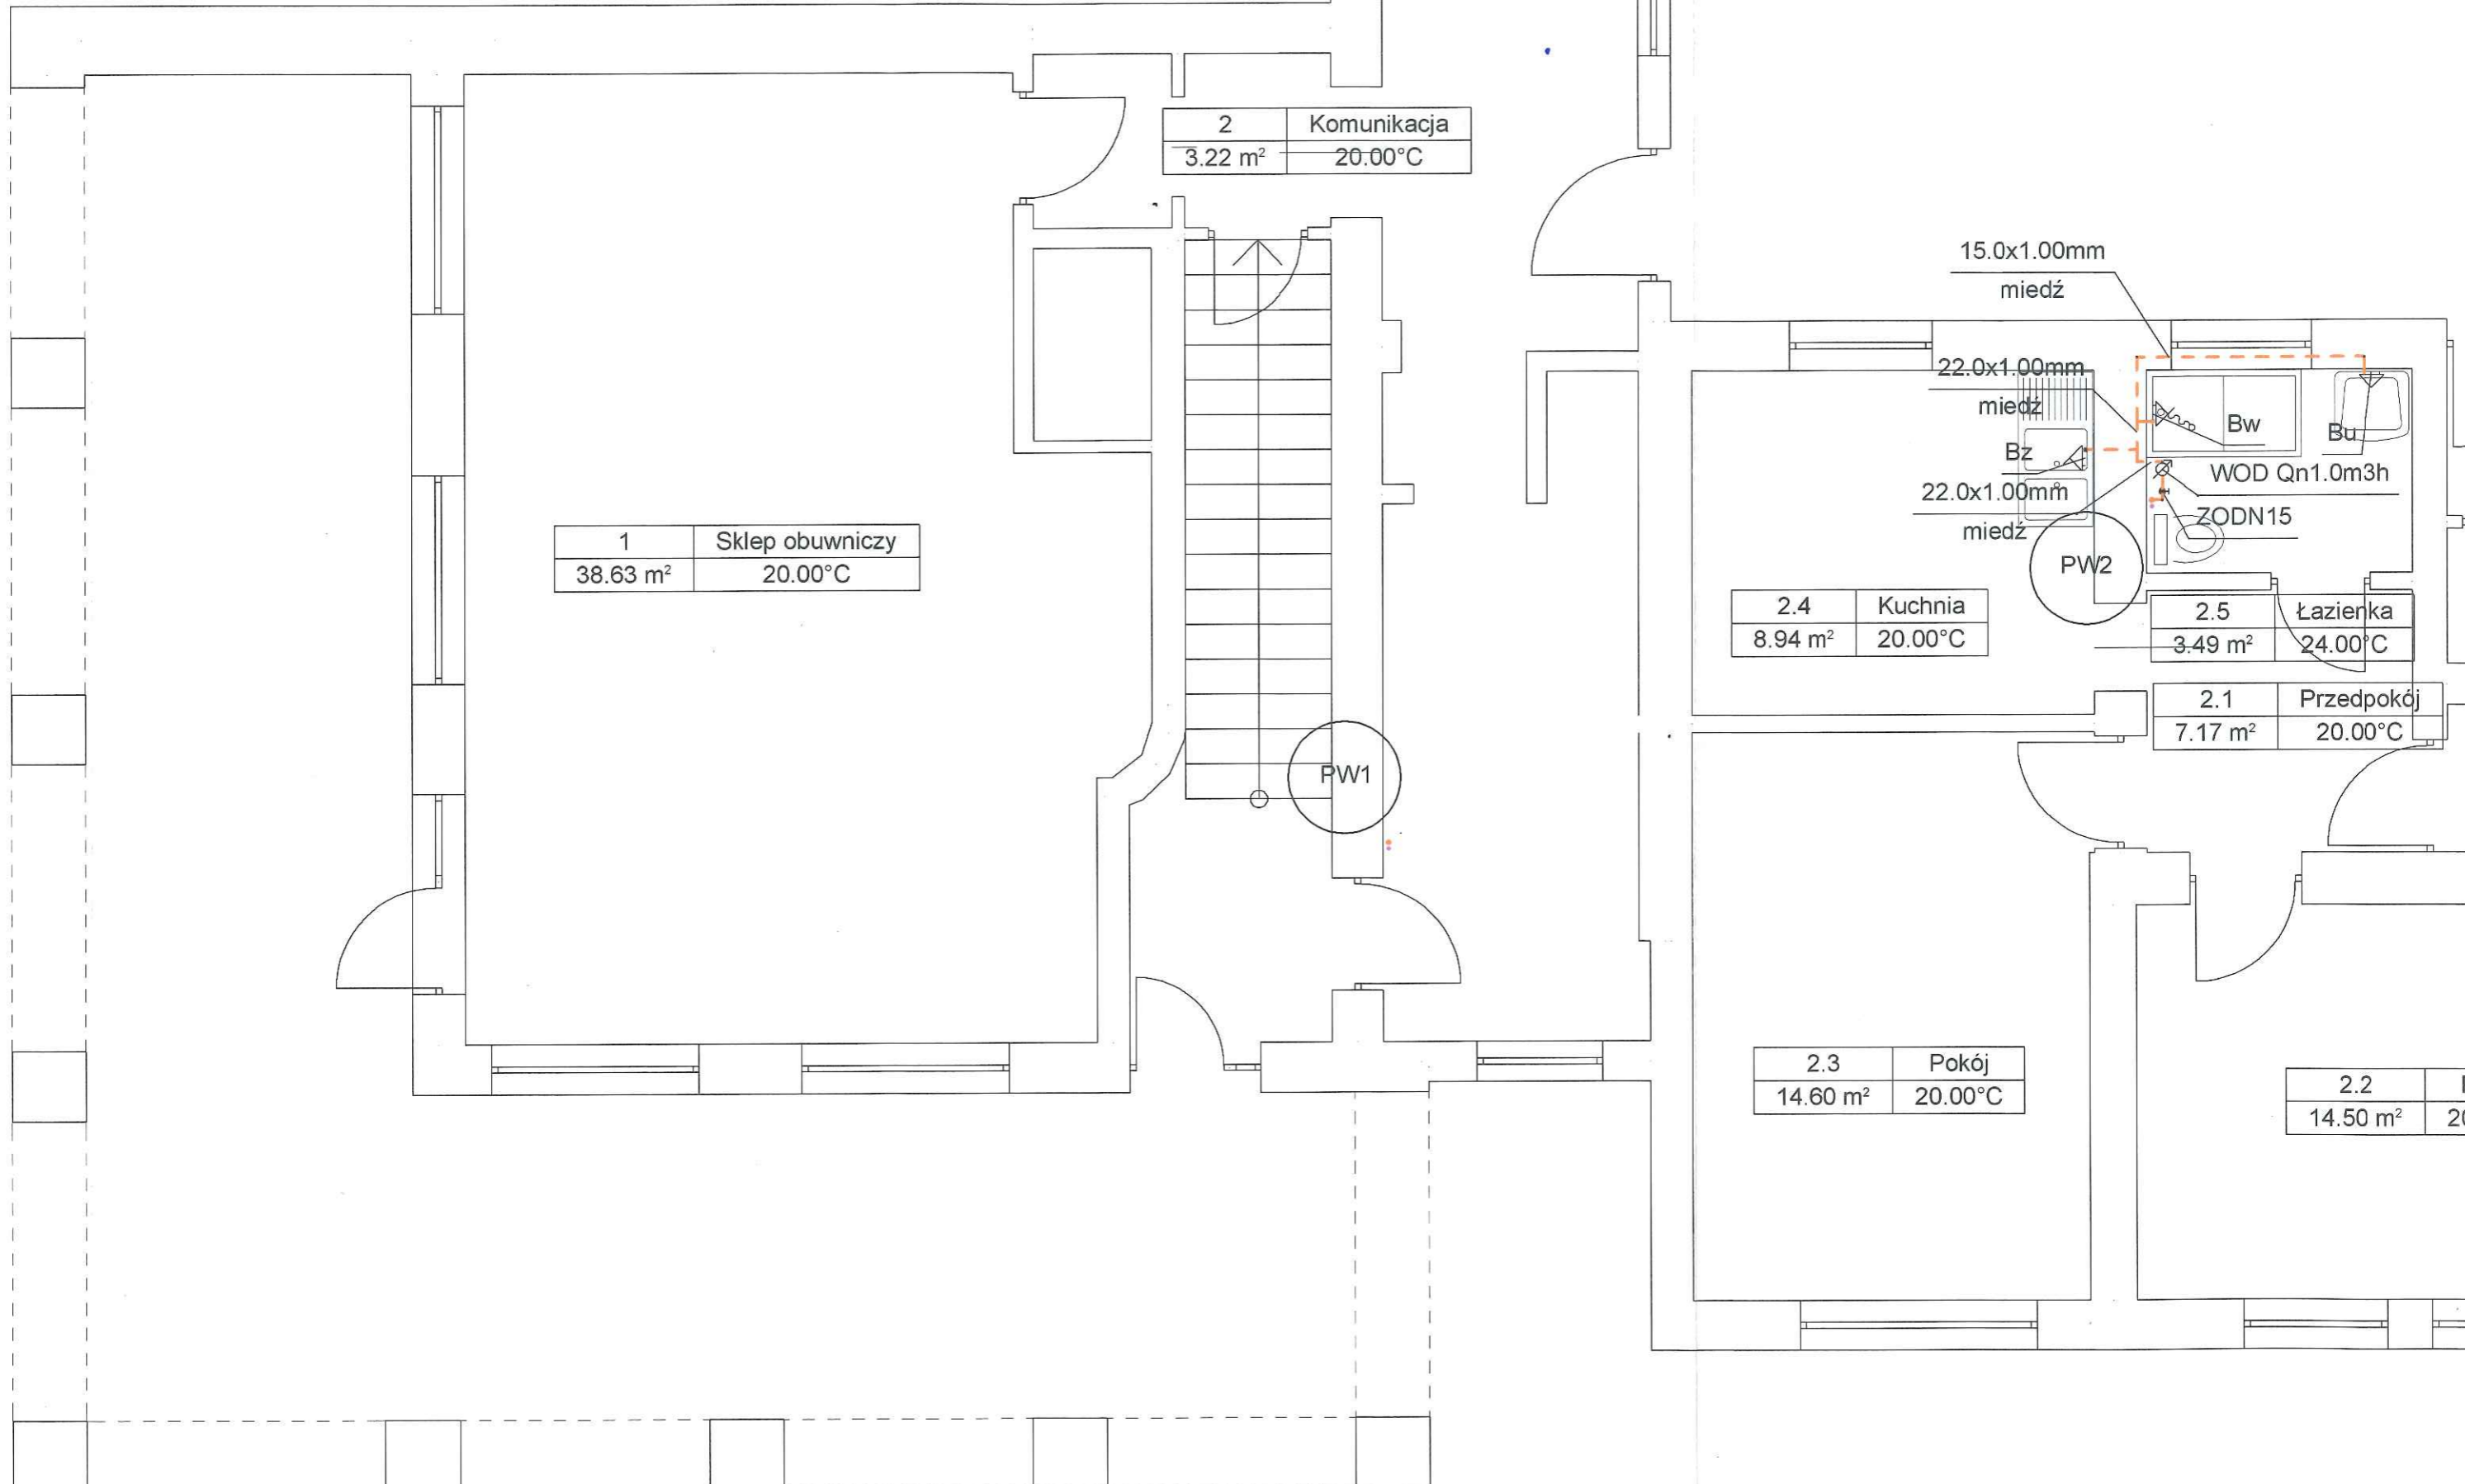 2 Komunikacja
3.22 m² 20.00°C
15.0x1.00mm
miedź
22.0x1.00mm
miedź
Bw
Bu
Bz
WOD Qn1.0m3h
22.0x1.00mm
miedź
ZODN15
PW2
1 Sklep obuwniczy
38.63 m² 20.00°C
2.4 Kuchnia
8.94 m² 20.00°C
2.5 Łazienka
3.49 m² 24.00°C
2.1 Przedpokój
7.17 m² 20.00°C
PW1
2.3 Pokój
14.60 m² 20.00°C
2.2
14.50 m²